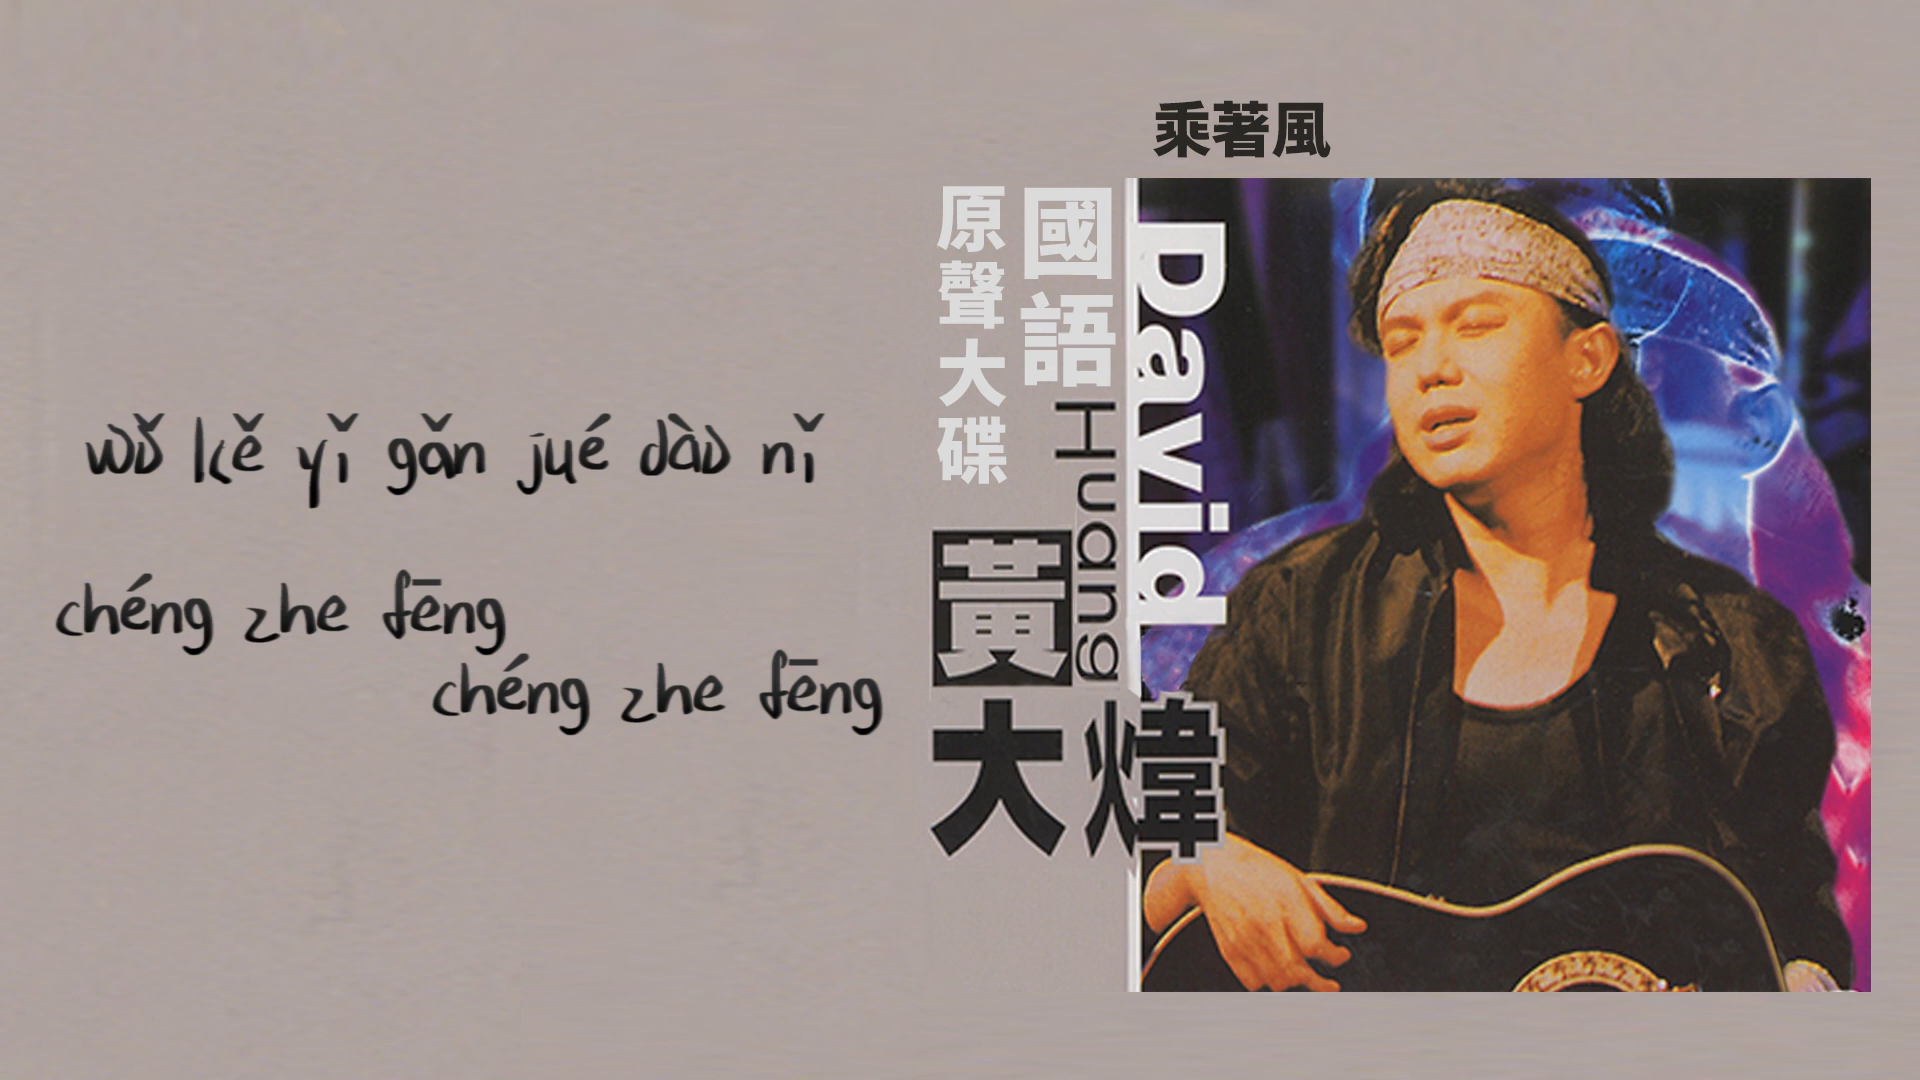 wǒ kě yǐ gǎn jué dào nǐ
chéng zhe fēng
chéng zhe fēng
乘著風
國語
原聲大碟
David
Huang
黃大煒